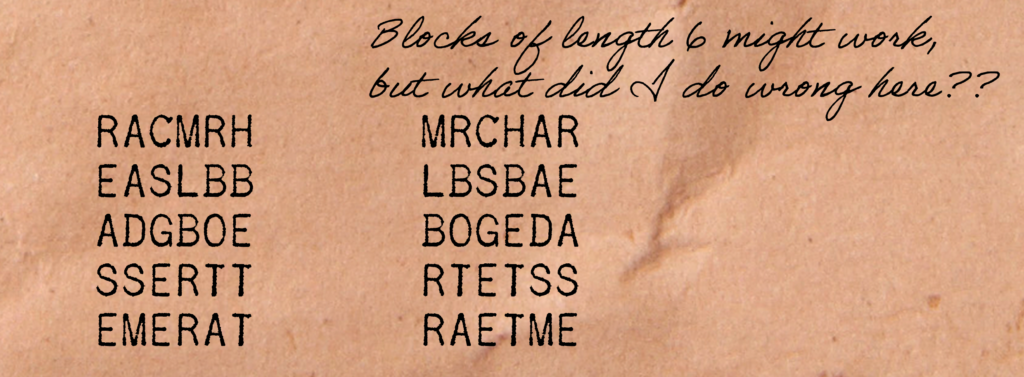 Blocks of length 6 might work,
but what did I do wrong here??
RACMRH MRCHAR
EASLBB LBSBAE
ADGBOE BOGEDA
SSERTT RTETSS
EMERAT RAETME